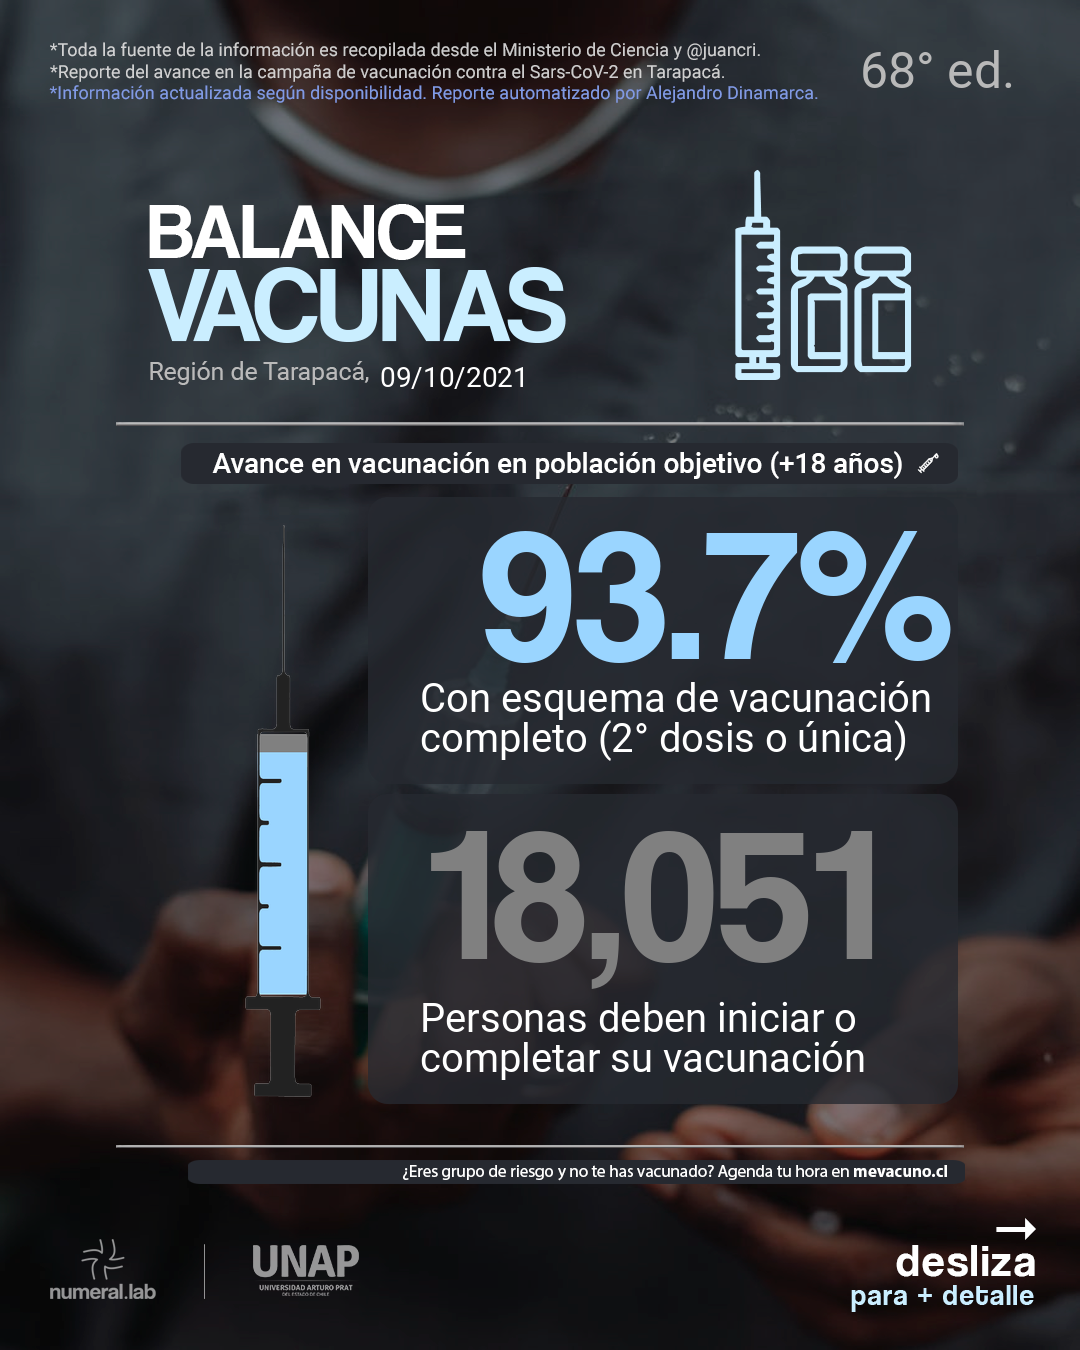 *Toda la fuente de la información es recopilada desde el Ministerio de Ciencia y @juancri.
*Reporte del avance en la campaña de vacunación contra el Sars-CoV-2 en Tarapacá.
*Información actualizada según disponibilidad. Reporte automatizado por Alejandro Dinamarca.
68° ed.
BALANCE
VACUNAS
Región de Tarapacá, 09/10/2021
Avance en vacunación en población objetivo (+18 años)
93.7%
Con esquema de vacunación
completo (2° dosis o única)
18,051
Personas deben iniciar o
completar su vacunación
¿Eres grupo de riesgo y no te has vacunado? Agenda tu hora en mevacuno.cl
numeral.lab
UNAP
UNIVERSIDAD ARTURO PRAT
DEL ESTADO DE CHILE
desliza
para + detalle